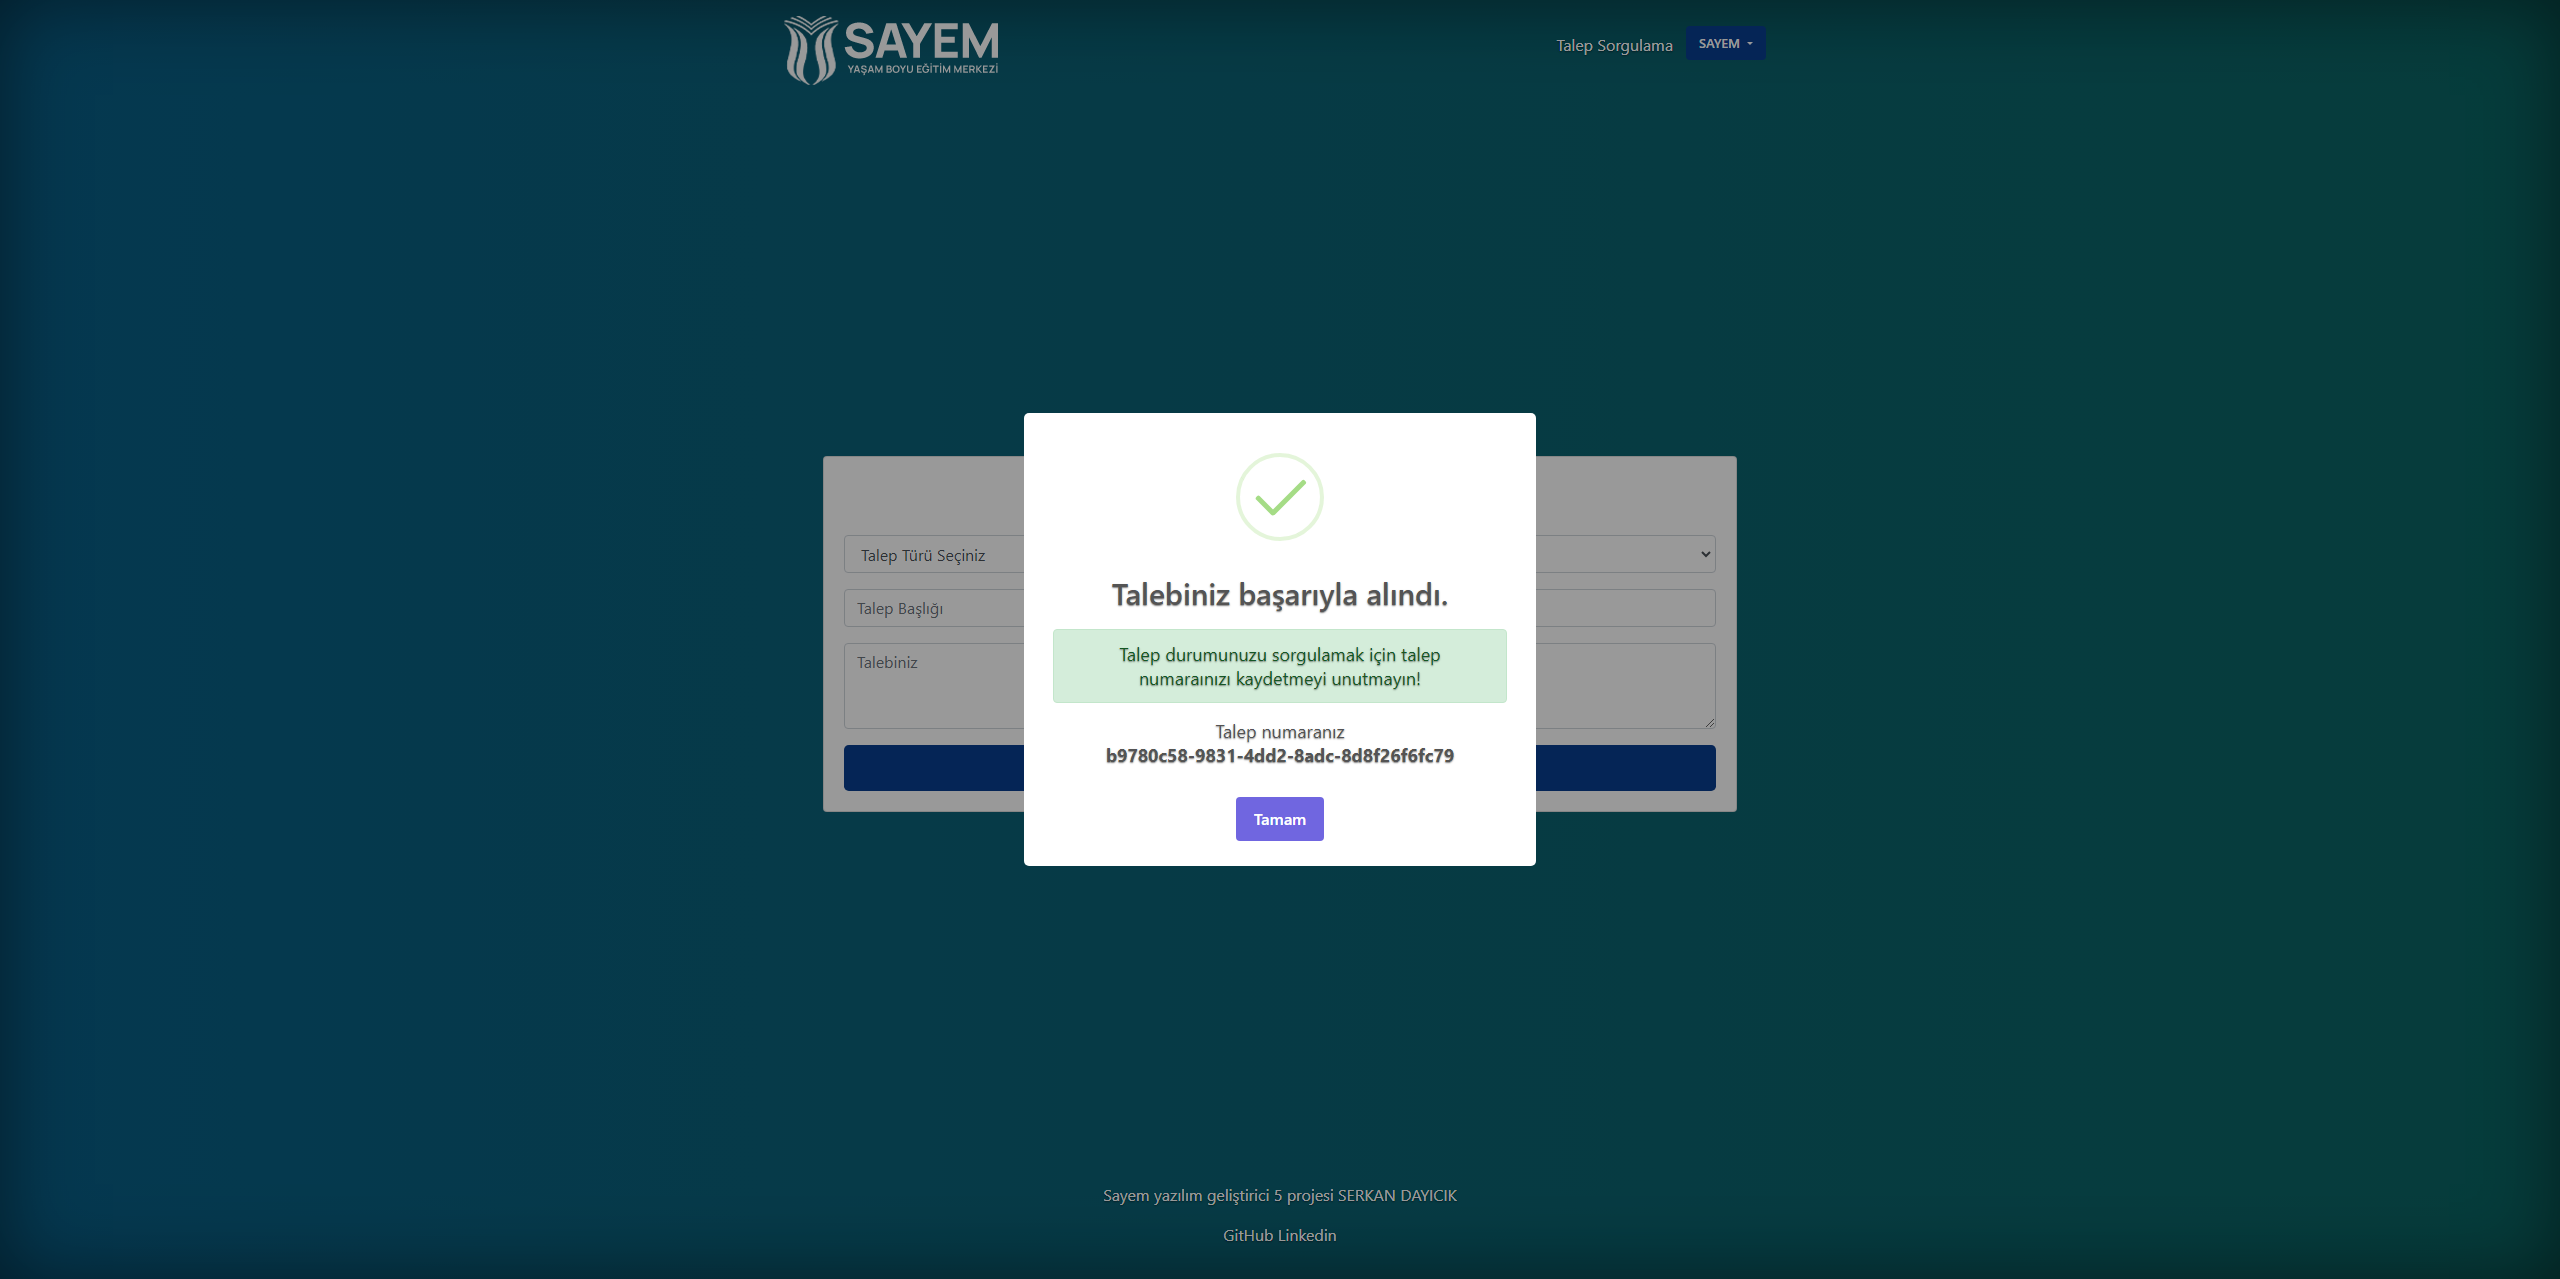 SAYEM
YAŞAM BOYU EĞİTİM MERKEZİ
Talep Sorgulama
SAYEM
Talep Türü Seçiniz
Talep Başlığı
Talebiniz
Talebiniz başarıyla alındı.
Talep durumunuzu sorgulamak için talep
numaraınızı kaydetmeyi unutmayın!
Talep numaranız
b9780c58-9831-4dd2-8adc-8d8f26f6fc79
Tamam
Sayem yazılım geliştirici 5 projesi SERKAN DAYICIK
GitHub Linkedin